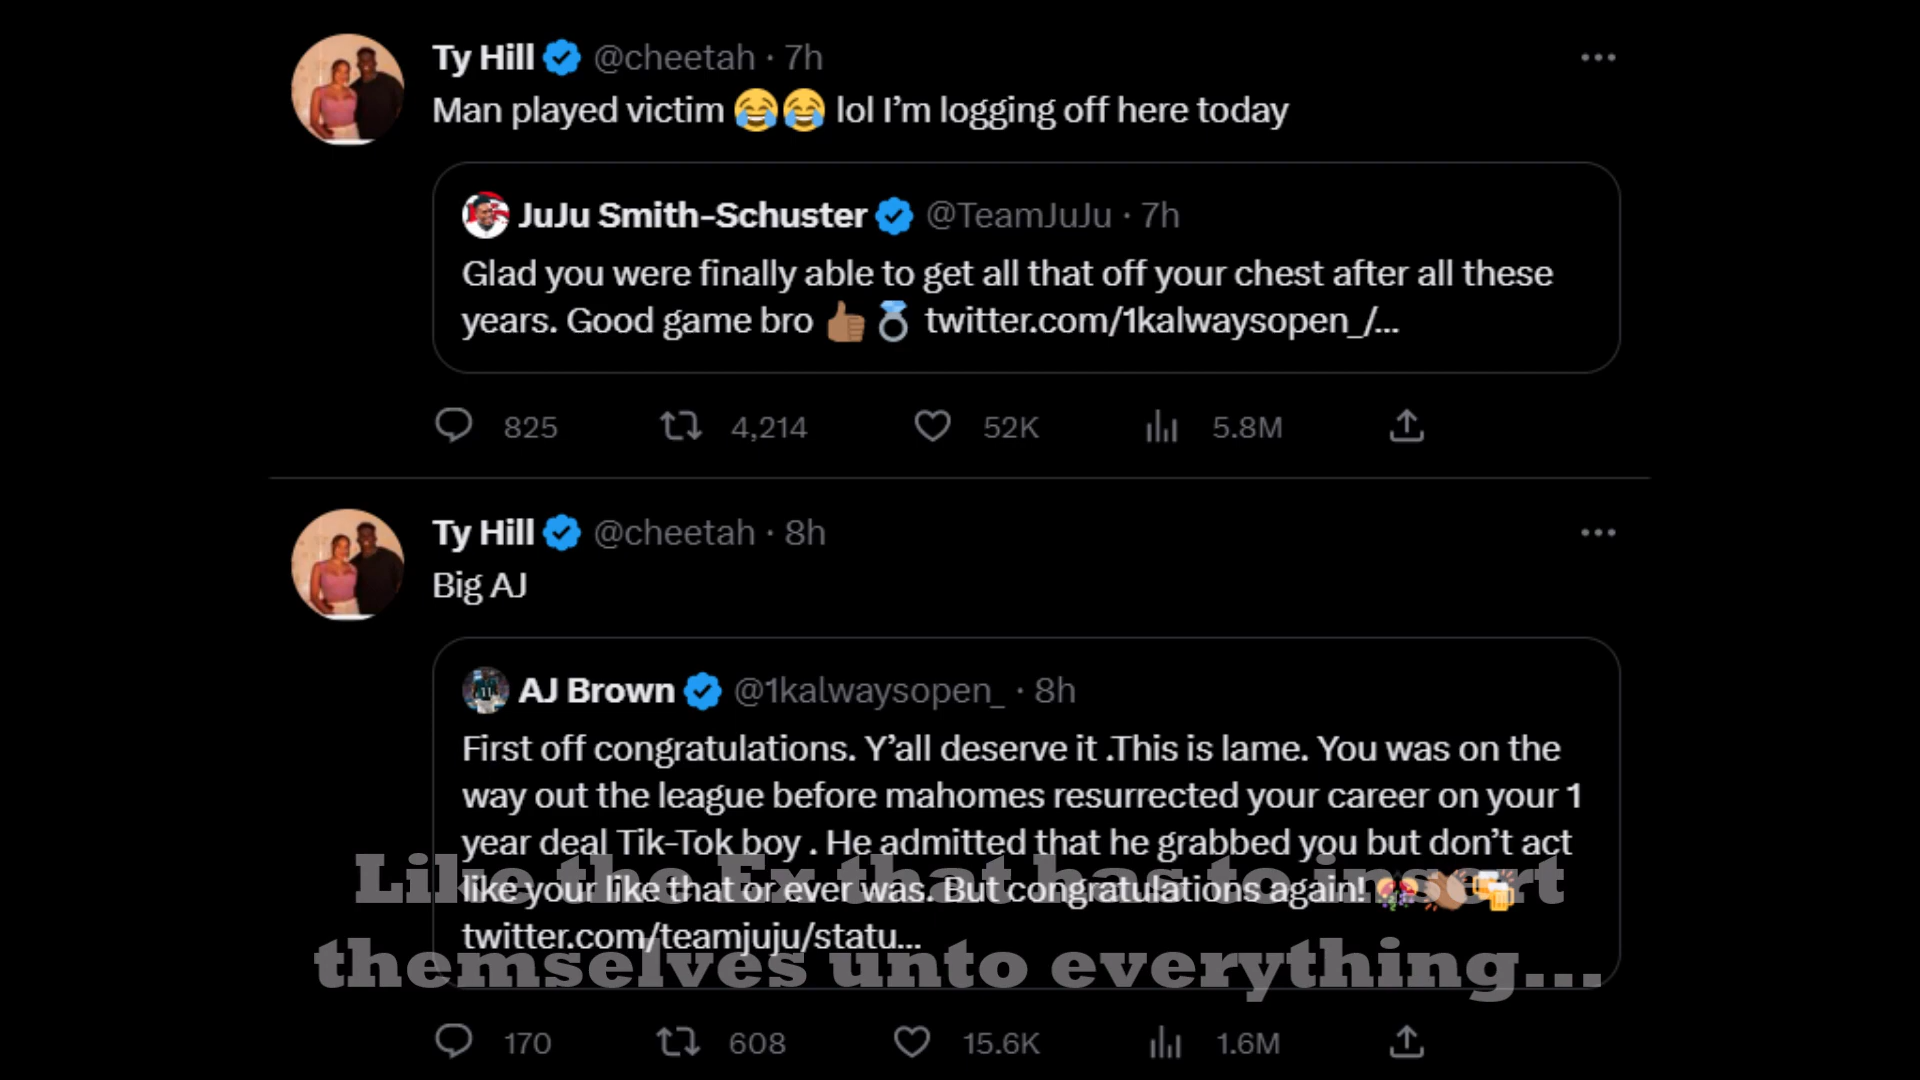 Ty Hill @cheetah · 7h
Man played victim 😂😂 lol I’m logging off here today
JuJu Smith-Schuster @TeamJuJu · 7h
Glad you were finally able to get all that off your chest after all these
years. Good game bro 👍🏾💍 twitter.com/1kalwaysopen_/...
825 4,214 52K 5.8M
Ty Hill @cheetah · 8h
Big AJ
AJ Brown @1kalwaysopen_ · 8h
First off congratulations. Y’all deserve it .This is lame. You was on the
way out the league before mahomes resurrected your career on your 1
year deal Tik-Tok boy . He admitted that he grabbed you but don’t act
like your like that or ever was. But congratulations again!
twitter.com/teamjuju/statu...
Like the Ex that has to insert
themselves unto everything...
170 608 15.6K 1.6M